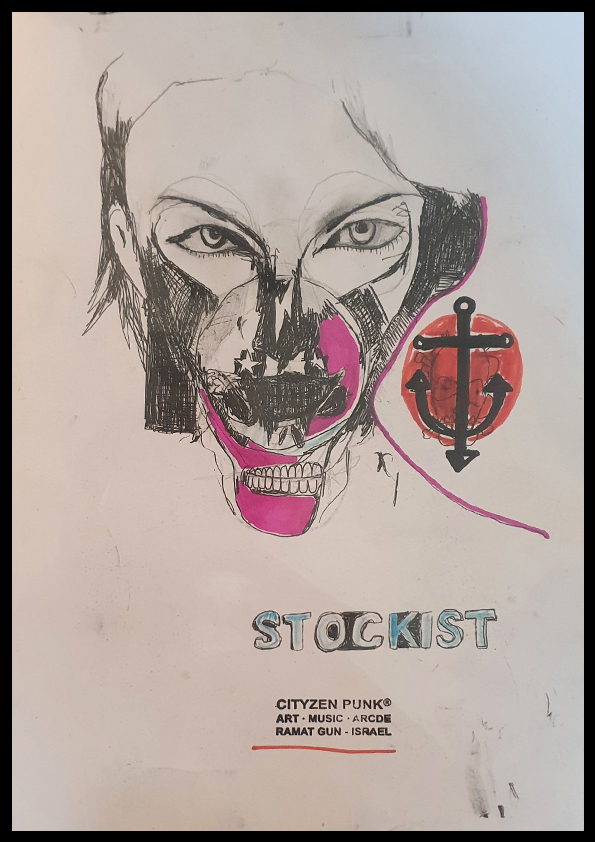 STOCKIST
CITYZEN PUNK®
ART · MUSIC · ARCDE
RAMAT GUN - ISRAEL